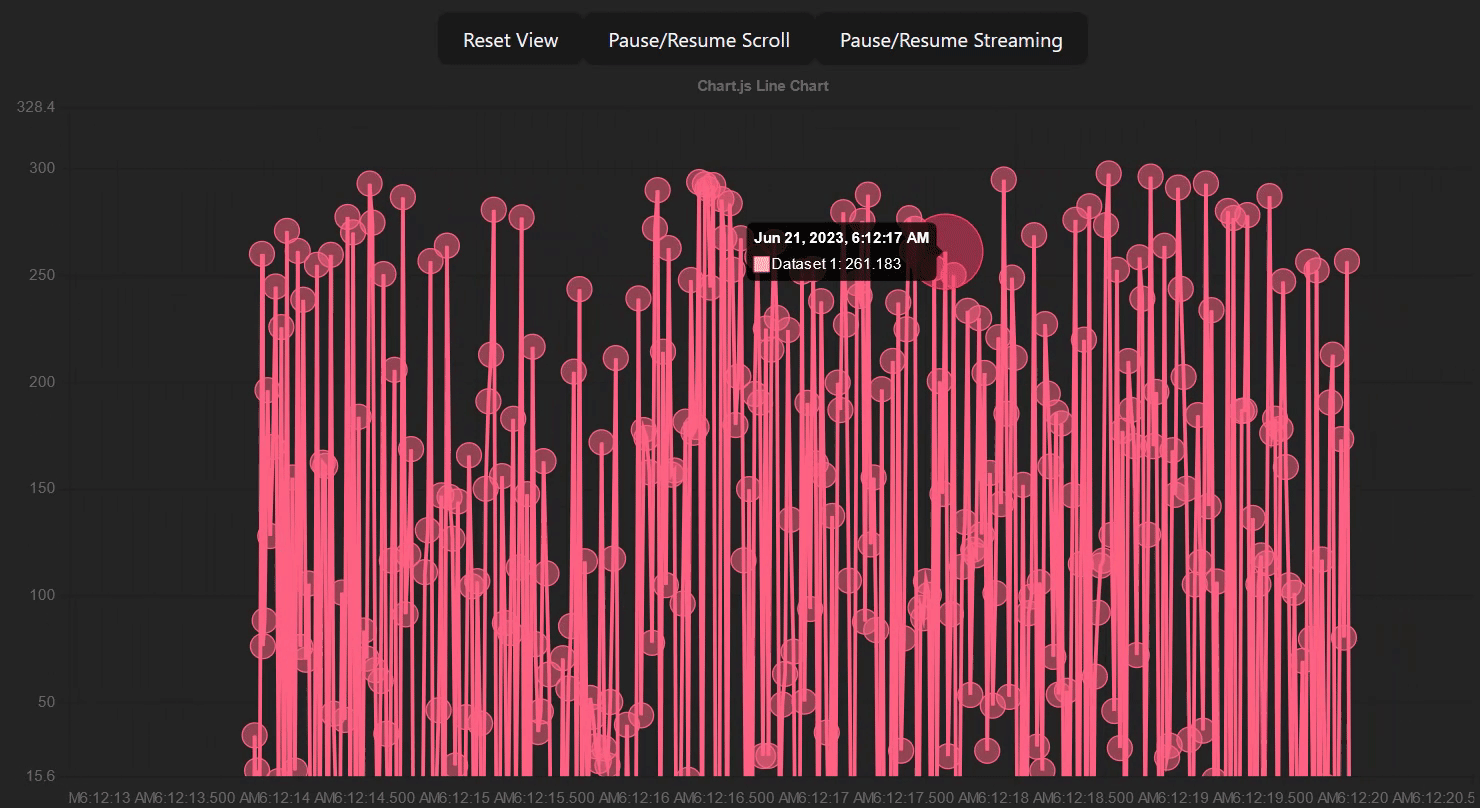 Reset View Pause/Resume Scroll Pause/Resume Streaming
Chart.js Line Chart
328.4
300
Jun 21, 2023, 6:12:17 AM
Dataset 1: 261.183
250
200
150
100
50
15.6
M6:12:13 AM6:12:13.500 AM6:12:14 AM6:12:14.500 AM6:12:15 AM6:12:15.500 AM6:12:16 AM6:12:16.500 AM6:12:17 AM6:12:17.500 AM6:12:18 AM6:12:18.500 AM6:12:19 AM6:12:19.500 AM6:12:20 AM6:12:20.5